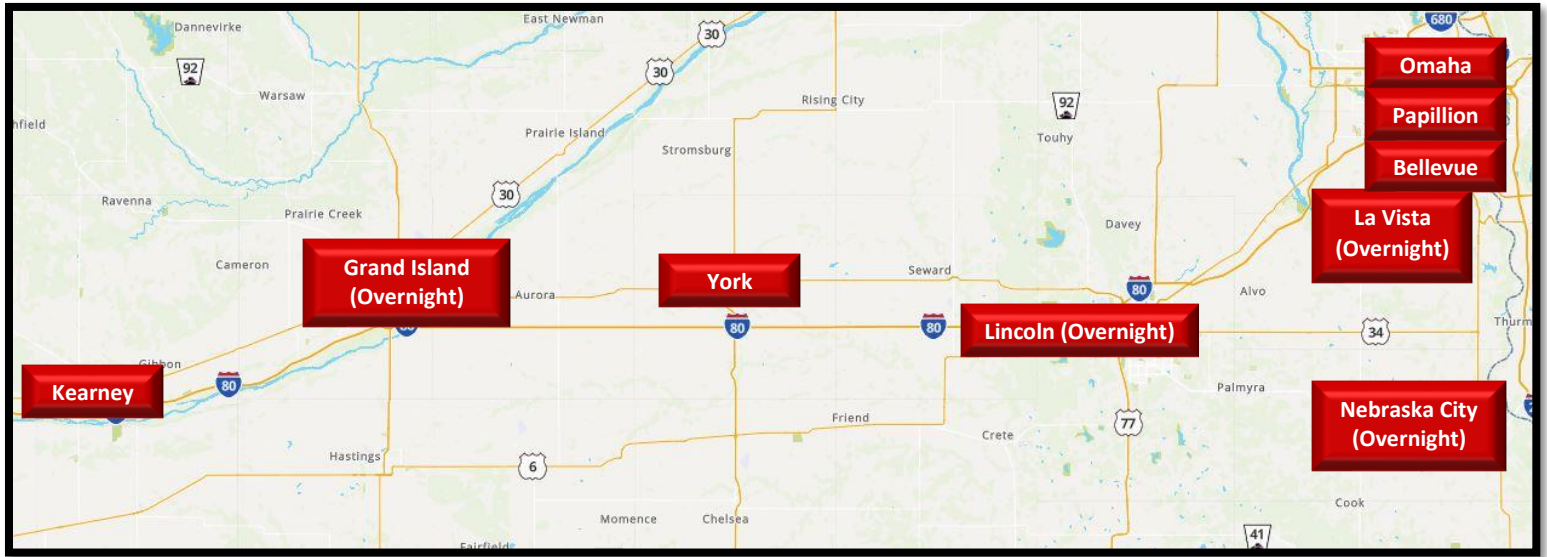 Dannevirke
East Newman
30
680
92
30
Omaha
Warsaw
Rising City
92
Papillion
hfield
Prairie Island
Touhy
Stromsburg
Bellevue
30
Ravenna
Prairie Creek
Davey
La Vista
(Overnight)
Cameron
Grand Island
(Overnight)
York
Seward
80
Alvo
Aurora
80
80
80
Lincoln (Overnight)
34
Thurm
Gibbon
Kearney
80
Palmyra
Nebraska City
(Overnight)
Friend
77
Crete
Hastings
6
Cook
Momence
Chelsea
41
Fairfield